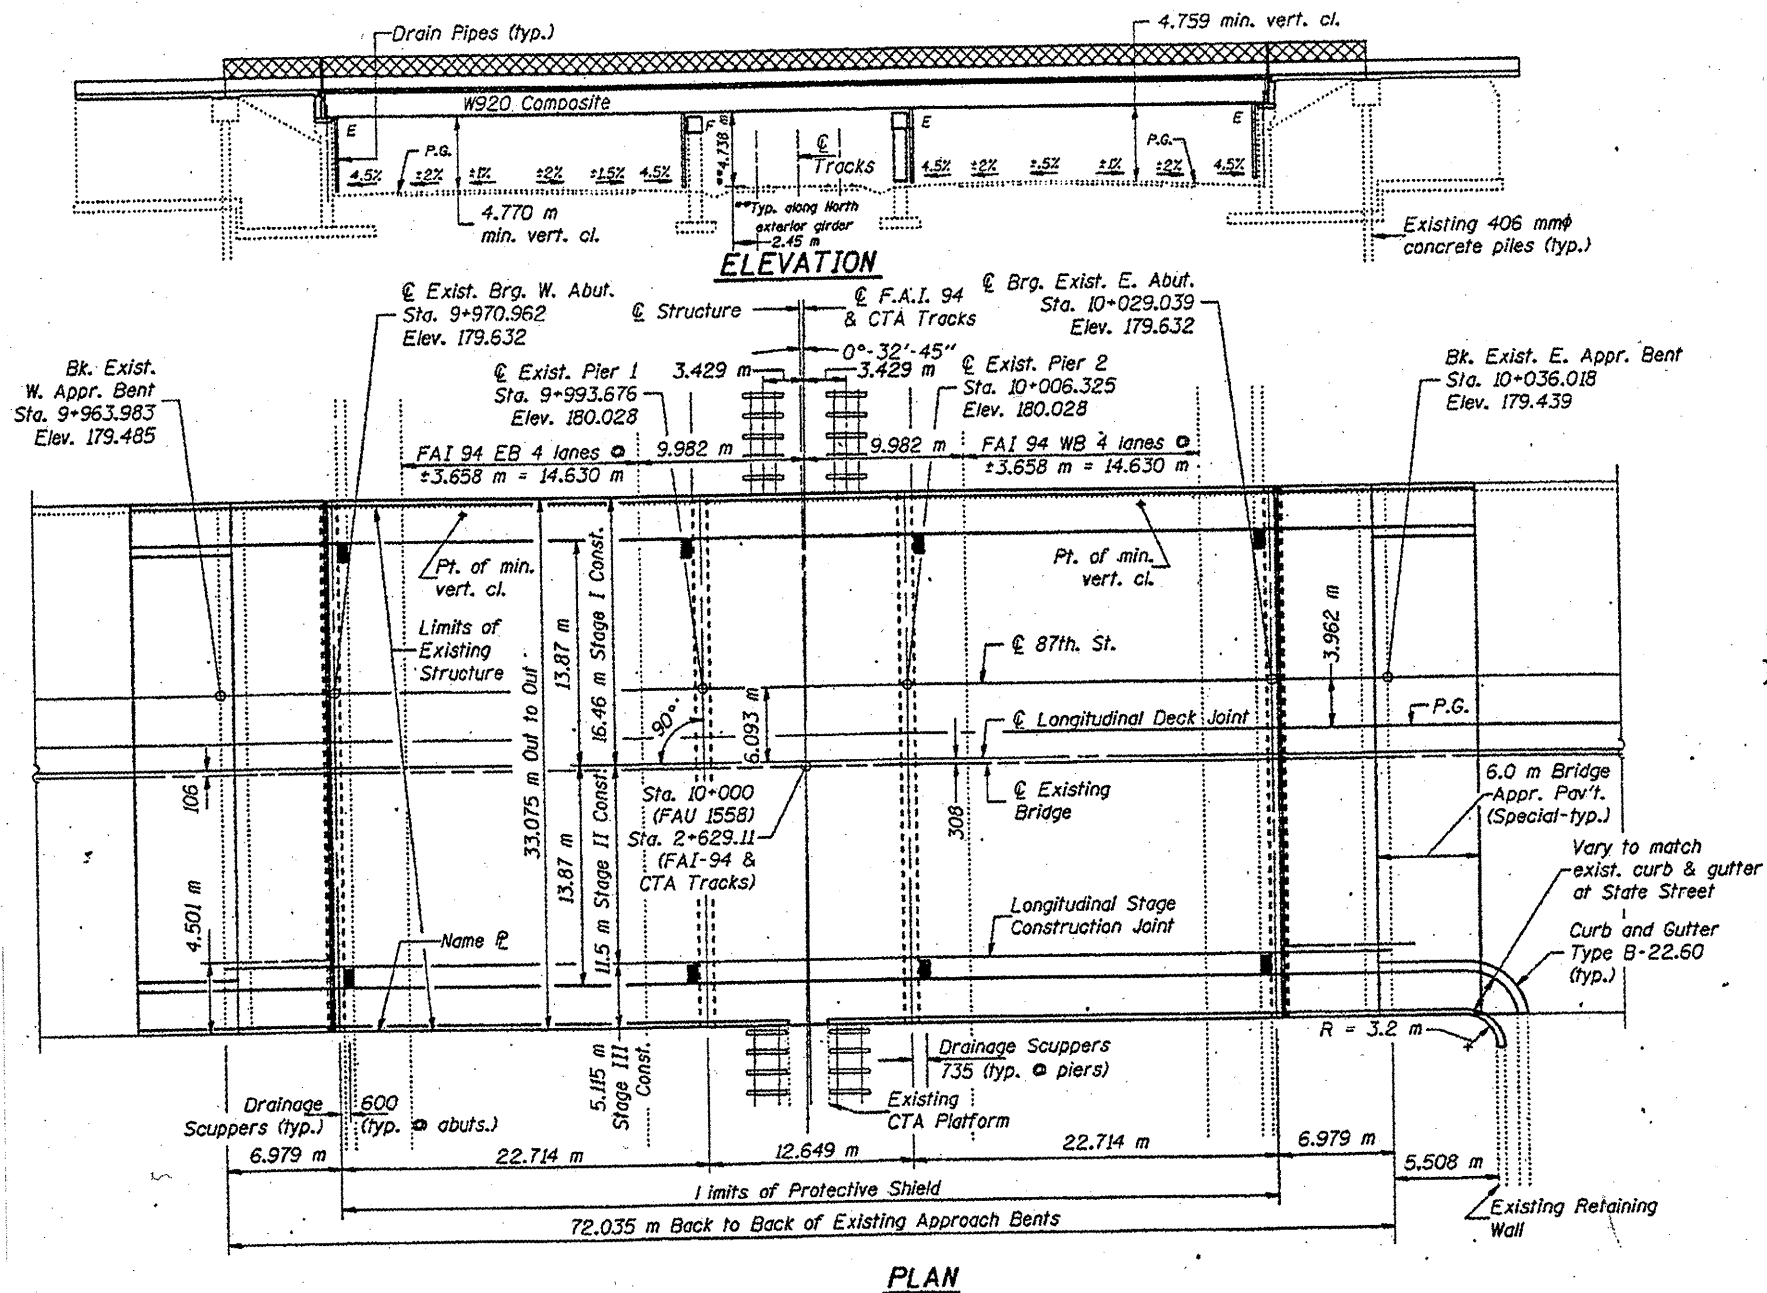 Drain Pipes (typ.)
4.759 min. vert. cl.
W920 Composite
E
F
E
E
P.G.
**4.738 m
℄
Tracks
P.G.
4.5%
±2%
±1%
±2%
±1.5%
4.5%
4.5%
±2%
±.5%
±1%
±2%
4.5%
4.770 m
min. vert. cl.
**Typ. along North
exterior girder
2.45 m
Existing 406 mmϕ
concrete piles (typ.)
ELEVATION
℄ Exist. Brg. W. Abut.
Sta. 9+970.962
Elev. 179.632
℄ Structure
℄ F.A.I. 94
& CTA Tracks
℄ Brg. Exist. E. Abut.
Sta. 10+029.039
Elev. 179.632
0°-32'-45"
Bk. Exist.
W. Appr. Bent
Sta. 9+963.983
Elev. 179.485
℄ Exist. Pier 1
Sta. 9+993.676
Elev. 180.028
3.429 m
3.429 m
℄ Exist. Pier 2
Sta. 10+006.325
Elev. 180.028
Bk. Exist. E. Appr. Bent
Sta. 10+036.018
Elev. 179.439
FAI 94 EB 4 lanes @
±3.658 m = 14.630 m
9.982 m
9.982 m
FAI 94 WB 4 lanes @
±3.658 m = 14.630 m
Pt. of min.
vert. cl.
Pt. of min.
vert. cl.
Limits of
Existing
Structure
33.075 m Out to Out
13.87 m
16.46 m Stage I Const.
90°
6.093 m
℄ 87th. St.
3.962 m
℄ Longitudinal Deck Joint
P.G.
106
Sta. 10+000
(FAU 1558)
Sta. 2+629.11
(FAI-94 &
CTA Tracks)
308
℄ Existing
Bridge
6.0 m Bridge
Appr. Pav't.
(Special-typ.)
Vary to match
exist. curb & gutter
at State Street
4.501 m
Name ℙL
13.87 m
11.5 m Stage II Const.
Longitudinal Stage
Construction Joint
Curb and Gutter
Type B-22.60
(typ.)
R = 3.2 m
5.115 m
Stage III
Const.
Drainage Scuppers
735 (typ. @ piers)
Existing
CTA Platform
Drainage
Scuppers (typ.)
600
(typ. @ abuts.)
6.979 m
22.714 m
12.649 m
22.714 m
6.979 m
5.508 m
Limits of Protective Shield
72.035 m Back to Back of Existing Approach Bents
Existing Retaining
Wall
PLAN